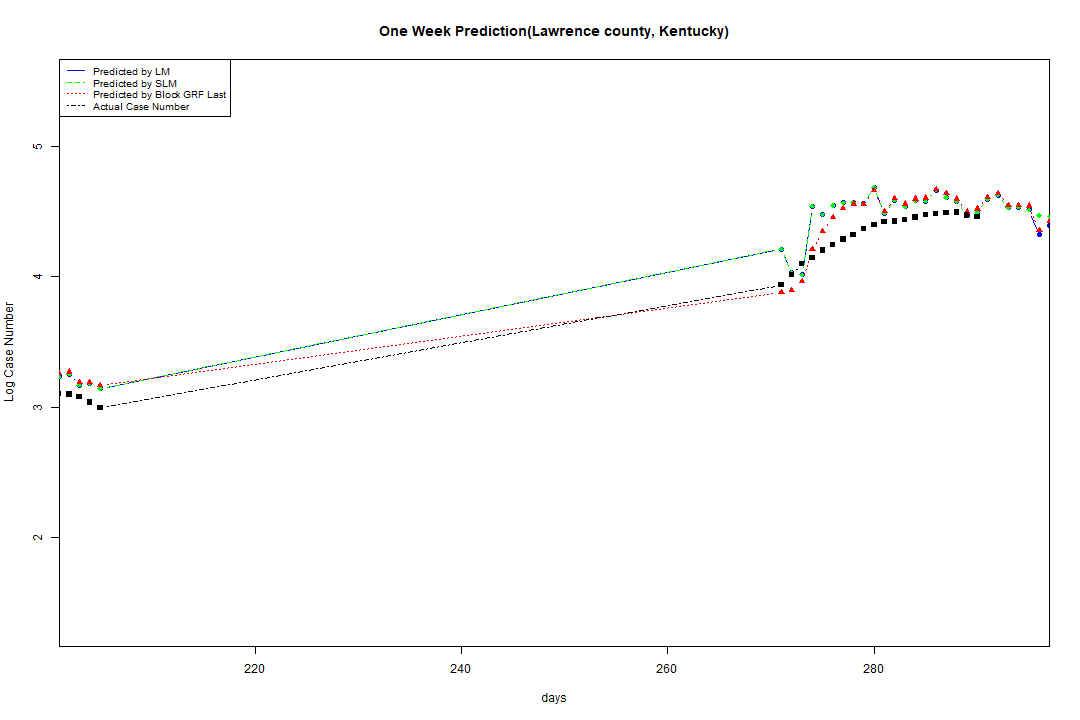 One Week Prediction(Lawrence county, Kentucky)
Predicted by LM
Predicted by SLM
Predicted by Block GRF Last
Actual Case Number
5
4
3
2
Log Case Number
220
240
260
280
days